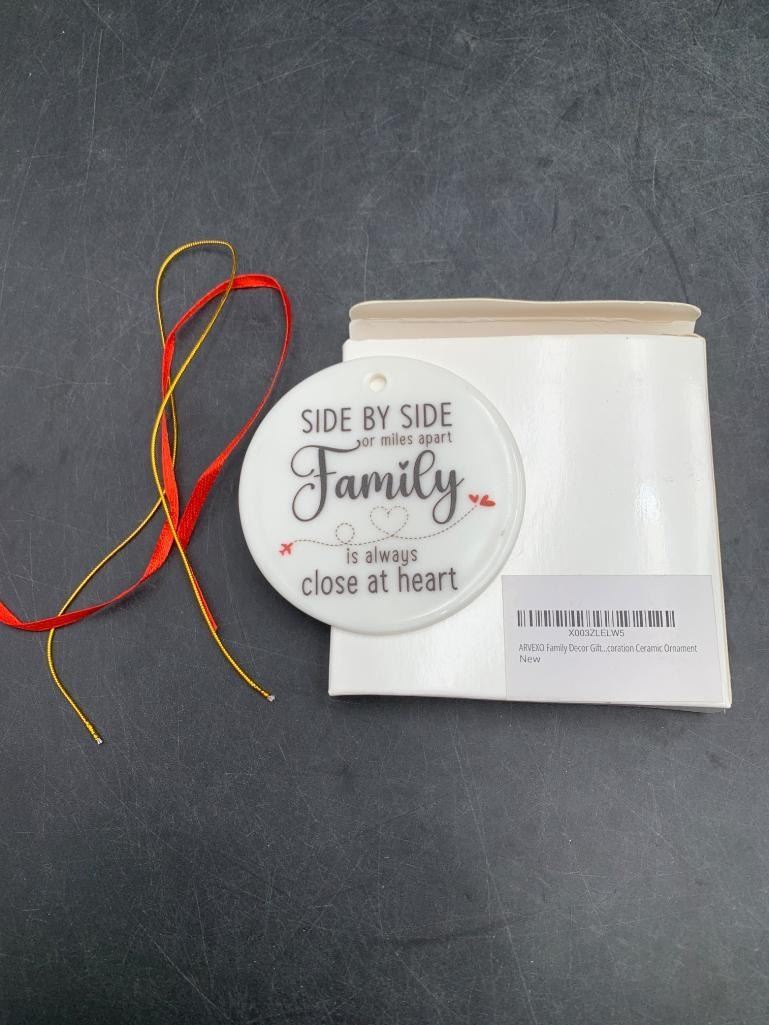 SIDE BY SIDE
or miles apart
Family
is always
close at heart
X003ZLELW5
ARVEXO Family Decor Gift...coration Ceramic Ornament
New